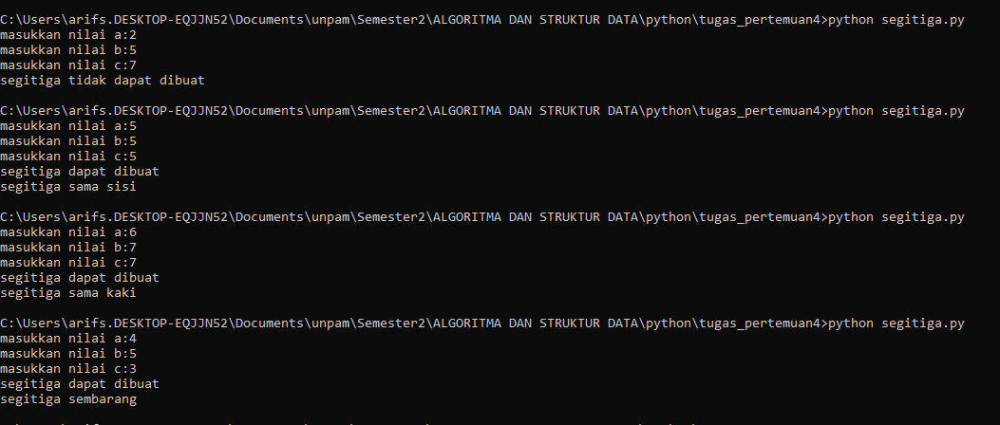 C:\Users\arifs.DESKTOP-EQJJN52\Documents\unpam\Semester2\ALGORITMA DAN STRUKTUR DATA\python\tugas_pertemuan4>python segitiga.py
masukkan nilai a:2
masukkan nilai b:5
masukkan nilai c:7
segitiga tidak dapat dibuat
C:\Users\arifs.DESKTOP-EQJJN52\Documents\unpam\Semester2\ALGORITMA DAN STRUKTUR DATA\python\tugas_pertemuan4>python segitiga.py
masukkan nilai a:5
masukkan nilai b:5
masukkan nilai c:5
segitiga dapat dibuat
segitiga sama sisi
C:\Users\arifs.DESKTOP-EQJJN52\Documents\unpam\Semester2\ALGORITMA DAN STRUKTUR DATA\python\tugas_pertemuan4>python segitiga.py
masukkan nilai a:6
masukkan nilai b:7
masukkan nilai c:7
segitiga dapat dibuat
segitiga sama kaki
C:\Users\arifs.DESKTOP-EQJJN52\Documents\unpam\Semester2\ALGORITMA DAN STRUKTUR DATA\python\tugas_pertemuan4>python segitiga.py
masukkan nilai a:4
masukkan nilai b:5
masukkan nilai c:3
segitiga dapat dibuat
segitiga sembarang